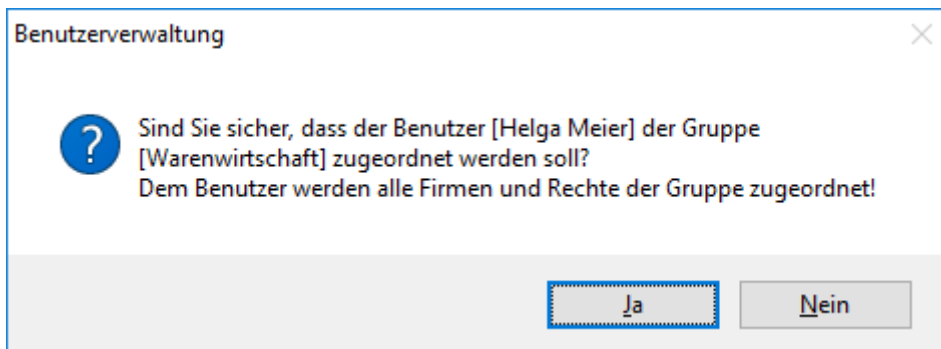 Benutzerverwaltung
Sind Sie sicher, dass der Benutzer [Helga Meier] der Gruppe
[Warenwirtschaft] zugeordnet werden soll?
Dem Benutzer werden alle Firmen und Rechte der Gruppe zugeordnet!
Ja
Nein